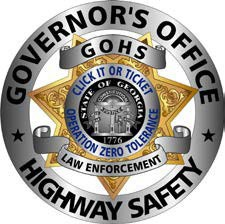 GOVERNOR'S OFFICE
GOHS
CLICK IT OR TICKET
STATE OF GEORGIA
1776
OPERATION ZERO TOLERANCE
LAW ENFORCEMENT
HIGHWAY SAFETY